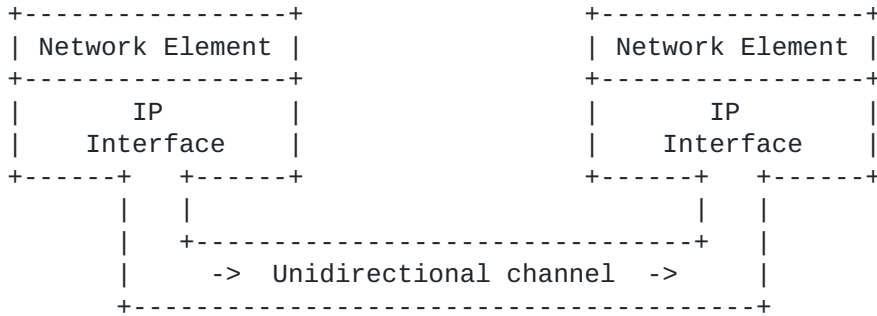 Network Element Network Element
IP IP
Interface Interface
-> Unidirectional channel ->